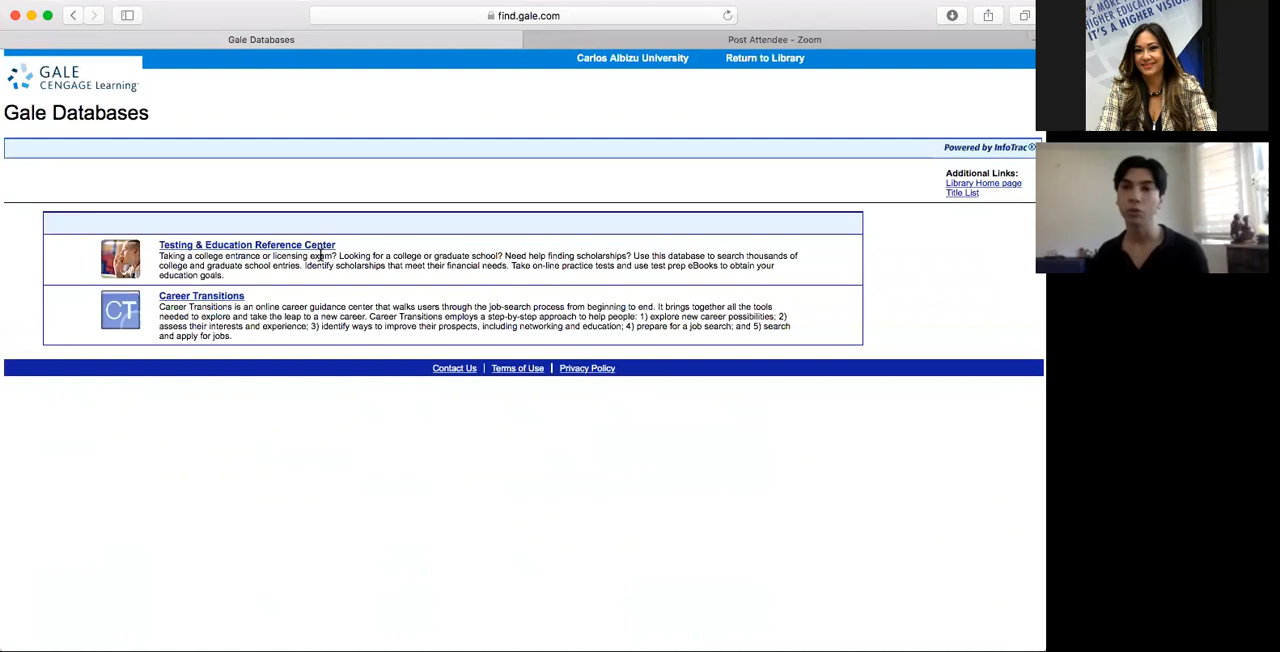 find.gale.com
Gale Databases
Post Attendee - Zoom
Carlos Albizu University
Return to Library
GALE
CENGAGE Learning
Gale Databases
Powered by InfoTrac®
Additional Links:
Library Home page
Title List
Testing & Education Reference Center
Taking a college entrance or licensing exam? Looking for a college or graduate school? Need help finding scholarships? Use this database to search thousands of
college and graduate school entries. Identify scholarships that meet their financial needs. Take on-line practice tests and use test prep eBooks to obtain your
education goals.
CT
Career Transitions
Career Transitions is an online career guidance center that walks users through the job-search process from beginning to end. It brings together all the tools
needed to explore and take the leap to a new career. Career Transitions employs a step-by-step approach to help people: 1) explore new career possibilities; 2)
assess their interests and experience; 3) identify ways to improve their prospects, including networking and education; 4) prepare for a job search; and 5) search
and apply for jobs.
Contact Us | Terms of Use | Privacy Policy
IT'S MORE
HIGHER EDUCATION
IT'S A HIGHER VISION